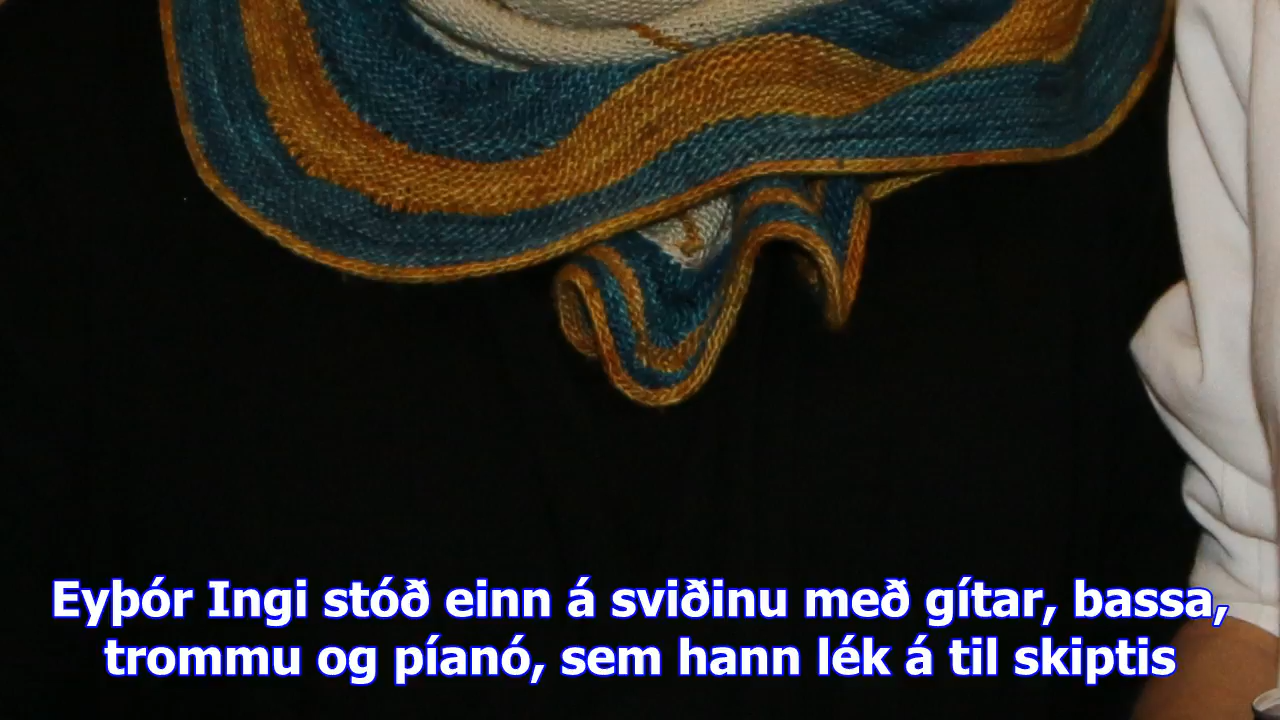 Eyþór Ingi stóð einn á sviðinu með gítar, bassa,
trommu og píanó, sem hann lék á til skiptis